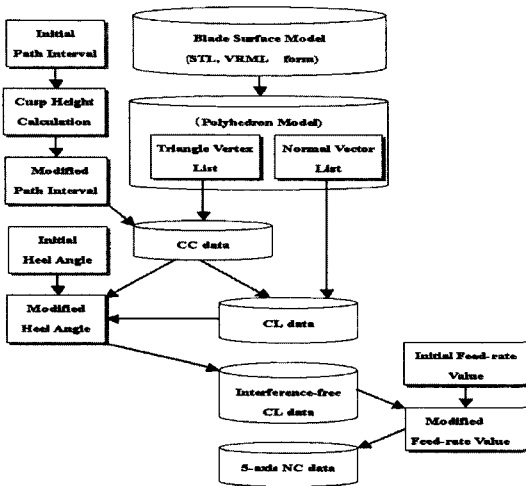 Initial
Path Interval
Cusp Height
Calculation
Modified
Path Interval
Initial
Heel Angle
Modified
Heel Angle
Blade Surface Model
(STL, VRML form)
(Polyhedron Model)
Triangle Vertex
List
Normal Vector
List
CC data
CL data
Interference-free
CL data
Initial Feed-rate
Value
Modified
Feed-rate Value
5-axis NC data